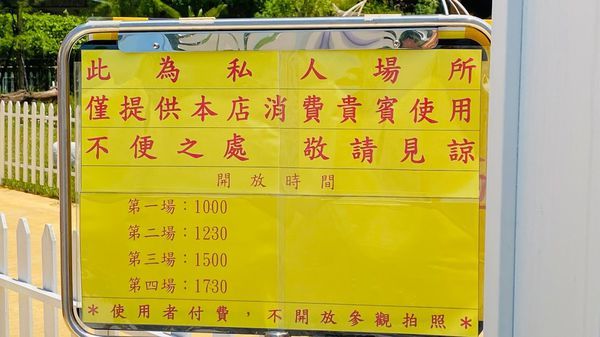 此為私人場所
僅提供本店消費貴賓使用
不便之處 敬請見諒
開放時間
第一場：1000
第二場：1230
第三場：1500
第四場：1730
*使用者付費，不開放參觀拍照*